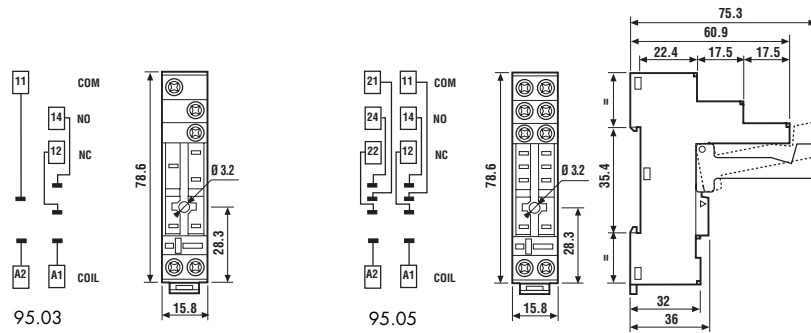 75.3
60.9
22.4 17.5 17.5
11 COM
14 NO
12 NC
78.6
Ø 3.2
28.3
A2 A1 COIL
15.8
95.03
21 11 COM
24 14 NO
22 12 NC
78.6
Ø 3.2
28.3
A2 A1 COIL
15.8
95.05
=
35.4
=
32
36